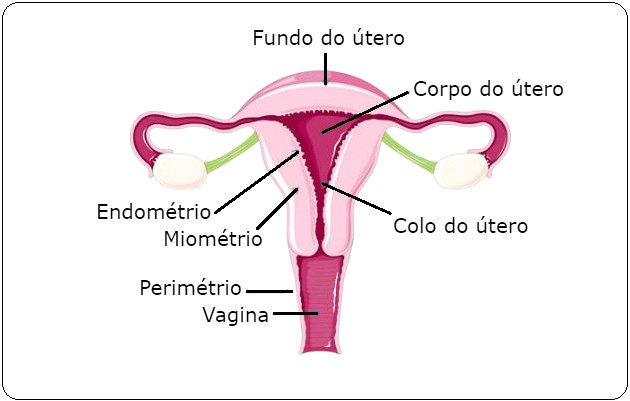 Fundo do útero
Corpo do útero
Endométrio
Miométrio
Colo do útero
Perimétrio
Vagina